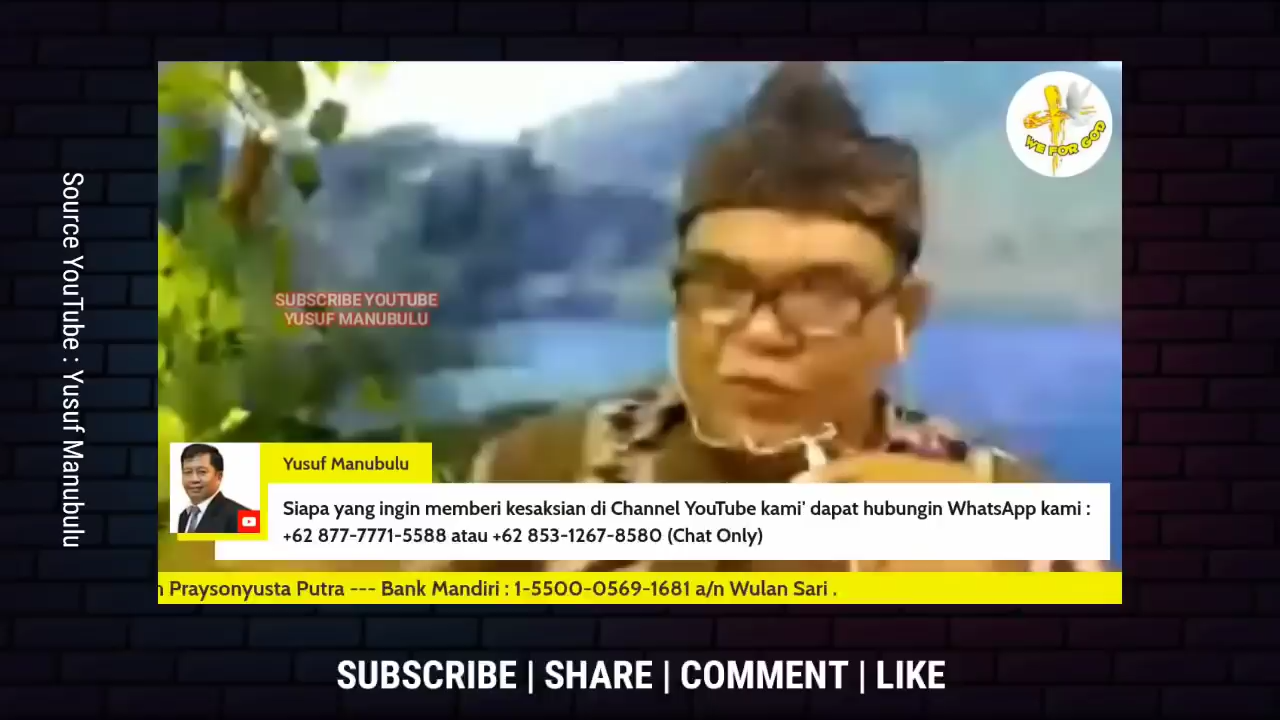 WE FOR GOD
Source YouTube : Yusuf Manubulu
SUBSCRIBE YOUTUBE
YUSUF MANUBULU
Yusuf Manubulu
Siapa yang ingin memberi kesaksian di Channel YouTube kami' dapat hubungin WhatsApp kami :
+62 877-7771-5588 atau +62 853-1267-8580 (Chat Only)
Praysonyusta Putra --- Bank Mandiri : 1-5500-0569-1681 a/n Wulan Sari .
SUBSCRIBE | SHARE | COMMENT | LIKE